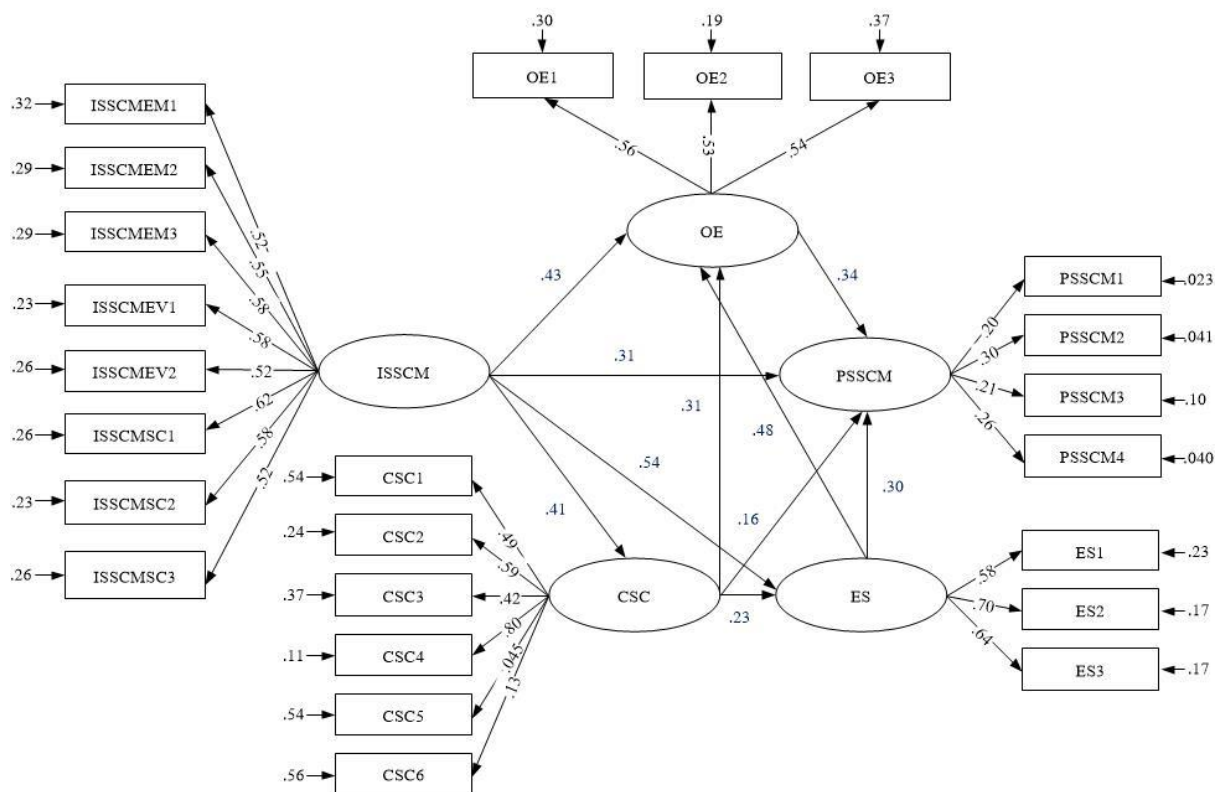 .30
.19
.37
OE1
OE2
OE3
.56
.53
.54
OE
.32
ISSCMEM1
.29
ISSCMEM2
.29
ISSCMEM3
.23
ISSCMEV1
.26
ISSCMEV2
.26
ISSCMSC1
.23
ISSCMSC2
.26
ISSCMSC3
.52
.55
.58
.58
.52
.62
.58
.52
ISSCM
.43
.31
.54
.41
.34
.31
.48
.16
.30
.23
PSSCM
.20
.30
.21
.26
PSSCM1
.023
PSSCM2
.041
PSSCM3
.10
PSSCM4
.040
.54
CSC1
.24
CSC2
.37
CSC3
.11
CSC4
.54
CSC5
.56
CSC6
.49
.59
.42
.80
.045
.13
CSC
ES
.58
.70
.64
ES1
.23
ES2
.17
ES3
.17